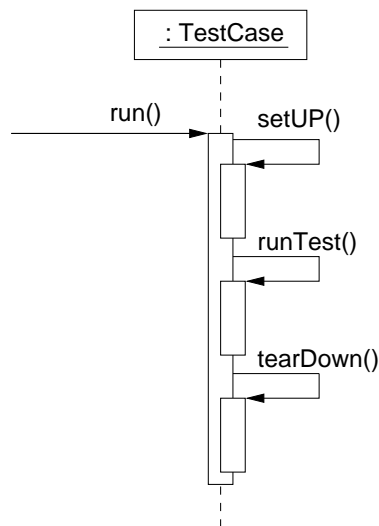 : TestCase
run()
setUP()
runTest()
tearDown()